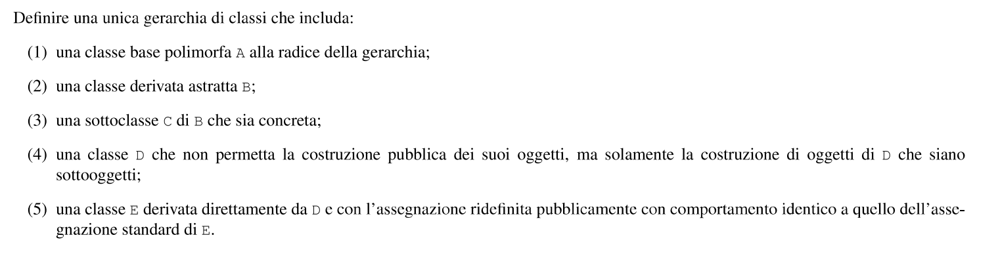 Definire una unica gerarchia di classi che includa:
(1) una classe base polimorfa A alla radice della gerarchia;
(2) una classe derivata astratta B;
(3) una sottoclasse C di B che sia concreta;
(4) una classe D che non permetta la costruzione pubblica dei suoi oggetti, ma solamente la costruzione di oggetti di D che siano
sottooggetti;
(5) una classe E derivata direttamente da D e con l'assegnazione ridefinita pubblicamente con comportamento identico a quello dell'asse-
gnazione standard di E.